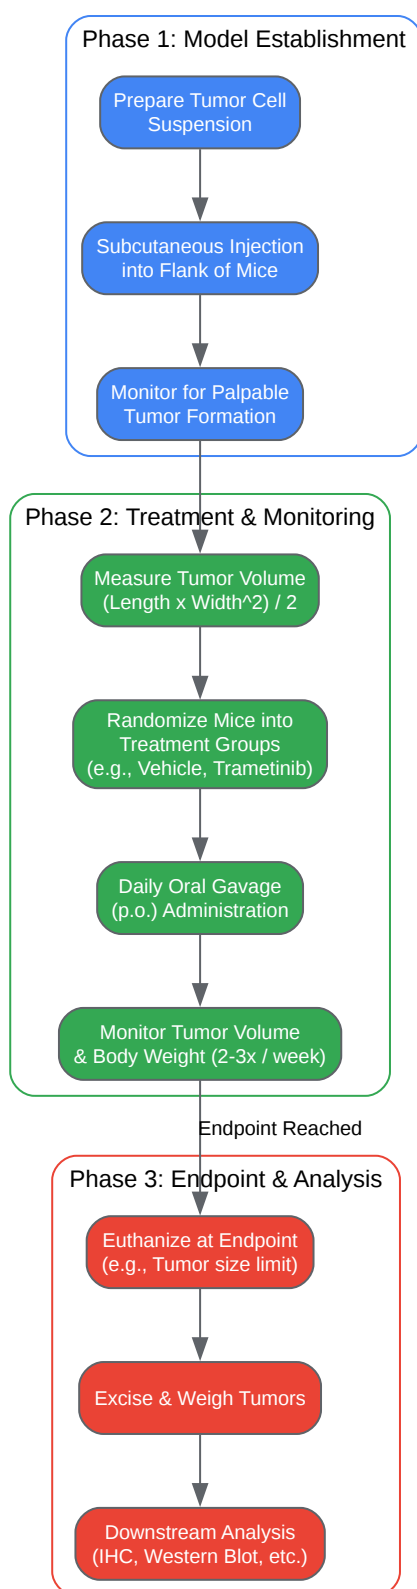 Phase 1: Model Establishment
Prepare Tumor Cell
Suspension
Subcutaneous Injection
into Flank of Mice
Monitor for Palpable
Tumor Formation
Phase 2: Treatment & Monitoring
Measure Tumor Volume
(Length x Width^2) / 2
Randomize Mice into
Treatment Groups
(e.g., Vehicle, Trametinib)
Daily Oral Gavage
(p.o.) Administration
Monitor Tumor Volume
& Body Weight (2-3x / week)
Endpoint Reached
Phase 3: Endpoint & Analysis
Euthanize at Endpoint
(e.g., Tumor size limit)
Excise & Weigh Tumors
Downstream Analysis
(IHC, Western Blot, etc.)